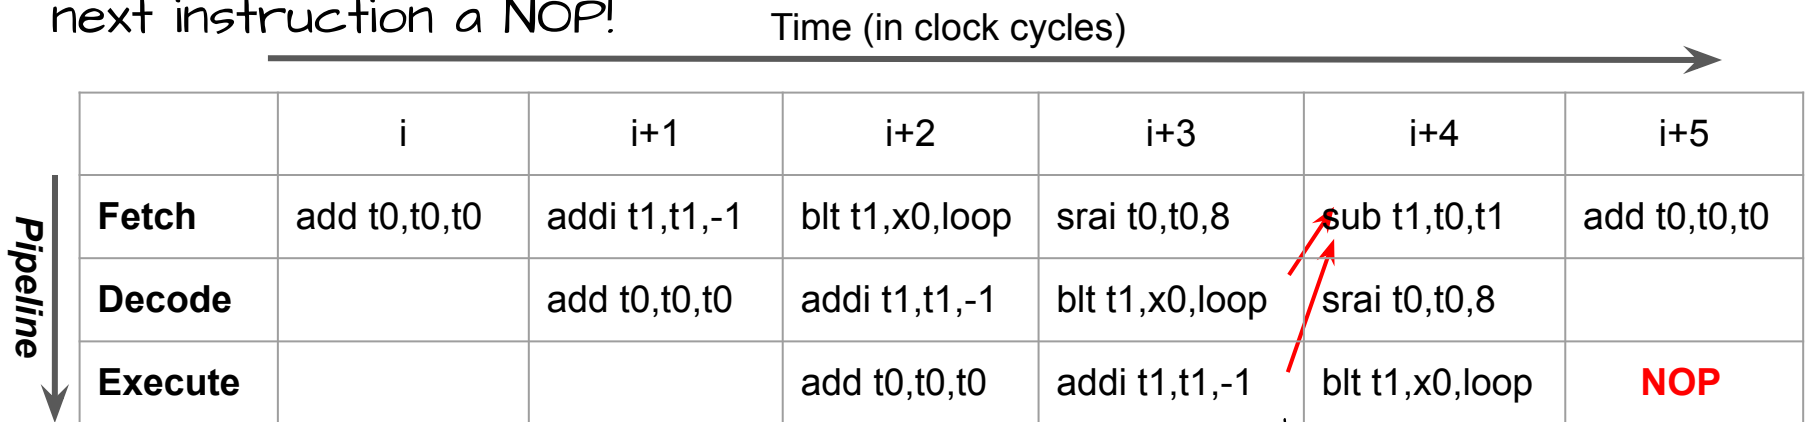 next instruction a NOP!
Time (in clock cycles)
i i+1 i+2 i+3 i+4 i+5
Pipeline
Fetch add t0,t0,t0 addi t1,t1,-1 blt t1,x0,loop srai t0,t0,8 sub t1,t0,t1 add t0,t0,t0
Decode add t0,t0,t0 addi t1,t1,-1 blt t1,x0,loop srai t0,t0,8
Execute add t0,t0,t0 addi t1,t1,-1 blt t1,x0,loop NOP